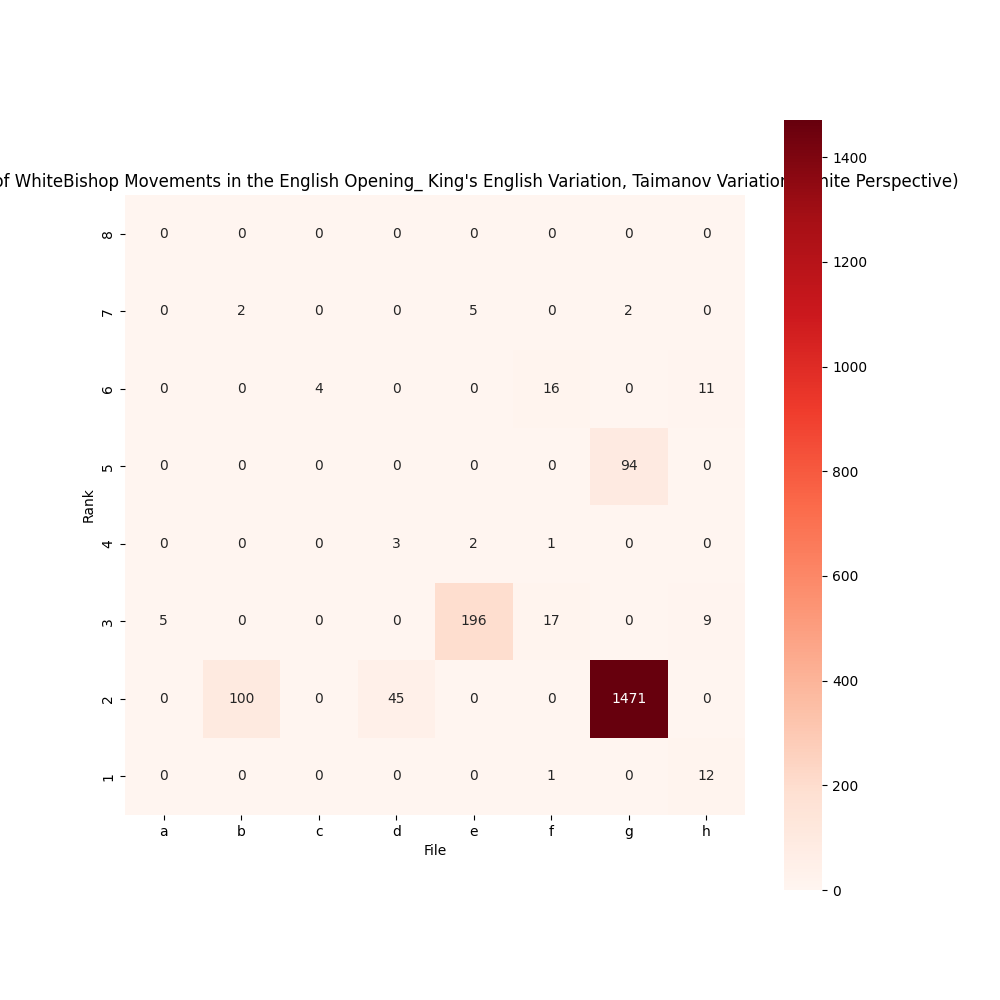 of WhiteBishop Movements in the English Opening_ King's English Variation, Taimanov Variation hite Perspective)
8 0 0 0 0 0 0 0 0
7 0 2 0 0 5 0 2 0
6 0 0 4 0 0 16 0 11
5 0 0 0 0 0 0 94 0
4 0 0 0 3 2 1 0 0
3 5 0 0 0 196 17 0 9
2 0 100 0 45 0 0 1471 0
1 0 0 0 0 0 1 0 12
a b c d e f g h
File
Rank
1400
1200
1000
800
600
400
200
0